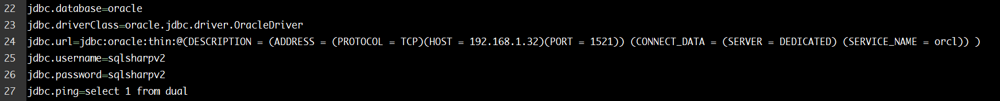 22 jdbc.database=oracle
23 jdbc.driverClass=oracle.jdbc.driver.OracleDriver
24 jdbc.url=jdbc:oracle:thin:@(DESCRIPTION = (ADDRESS = (PROTOCOL = TCP)(HOST = 192.168.1.32)(PORT = 1521)) (CONNECT_DATA = (SERVER = DEDICATED) (SERVICE_NAME = orcl)) )
25 jdbc.username=sqlsharpv2
26 jdbc.password=sqlsharpv2
27 jdbc.ping=select 1 from dual